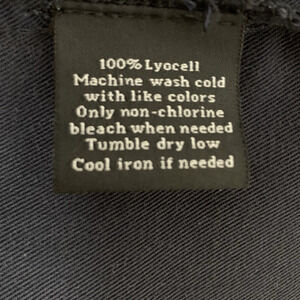 100% Lyocell
Machine wash cold
with like colors
Only non-chlorine
bleach when needed
Tumble dry low
Cool iron if needed